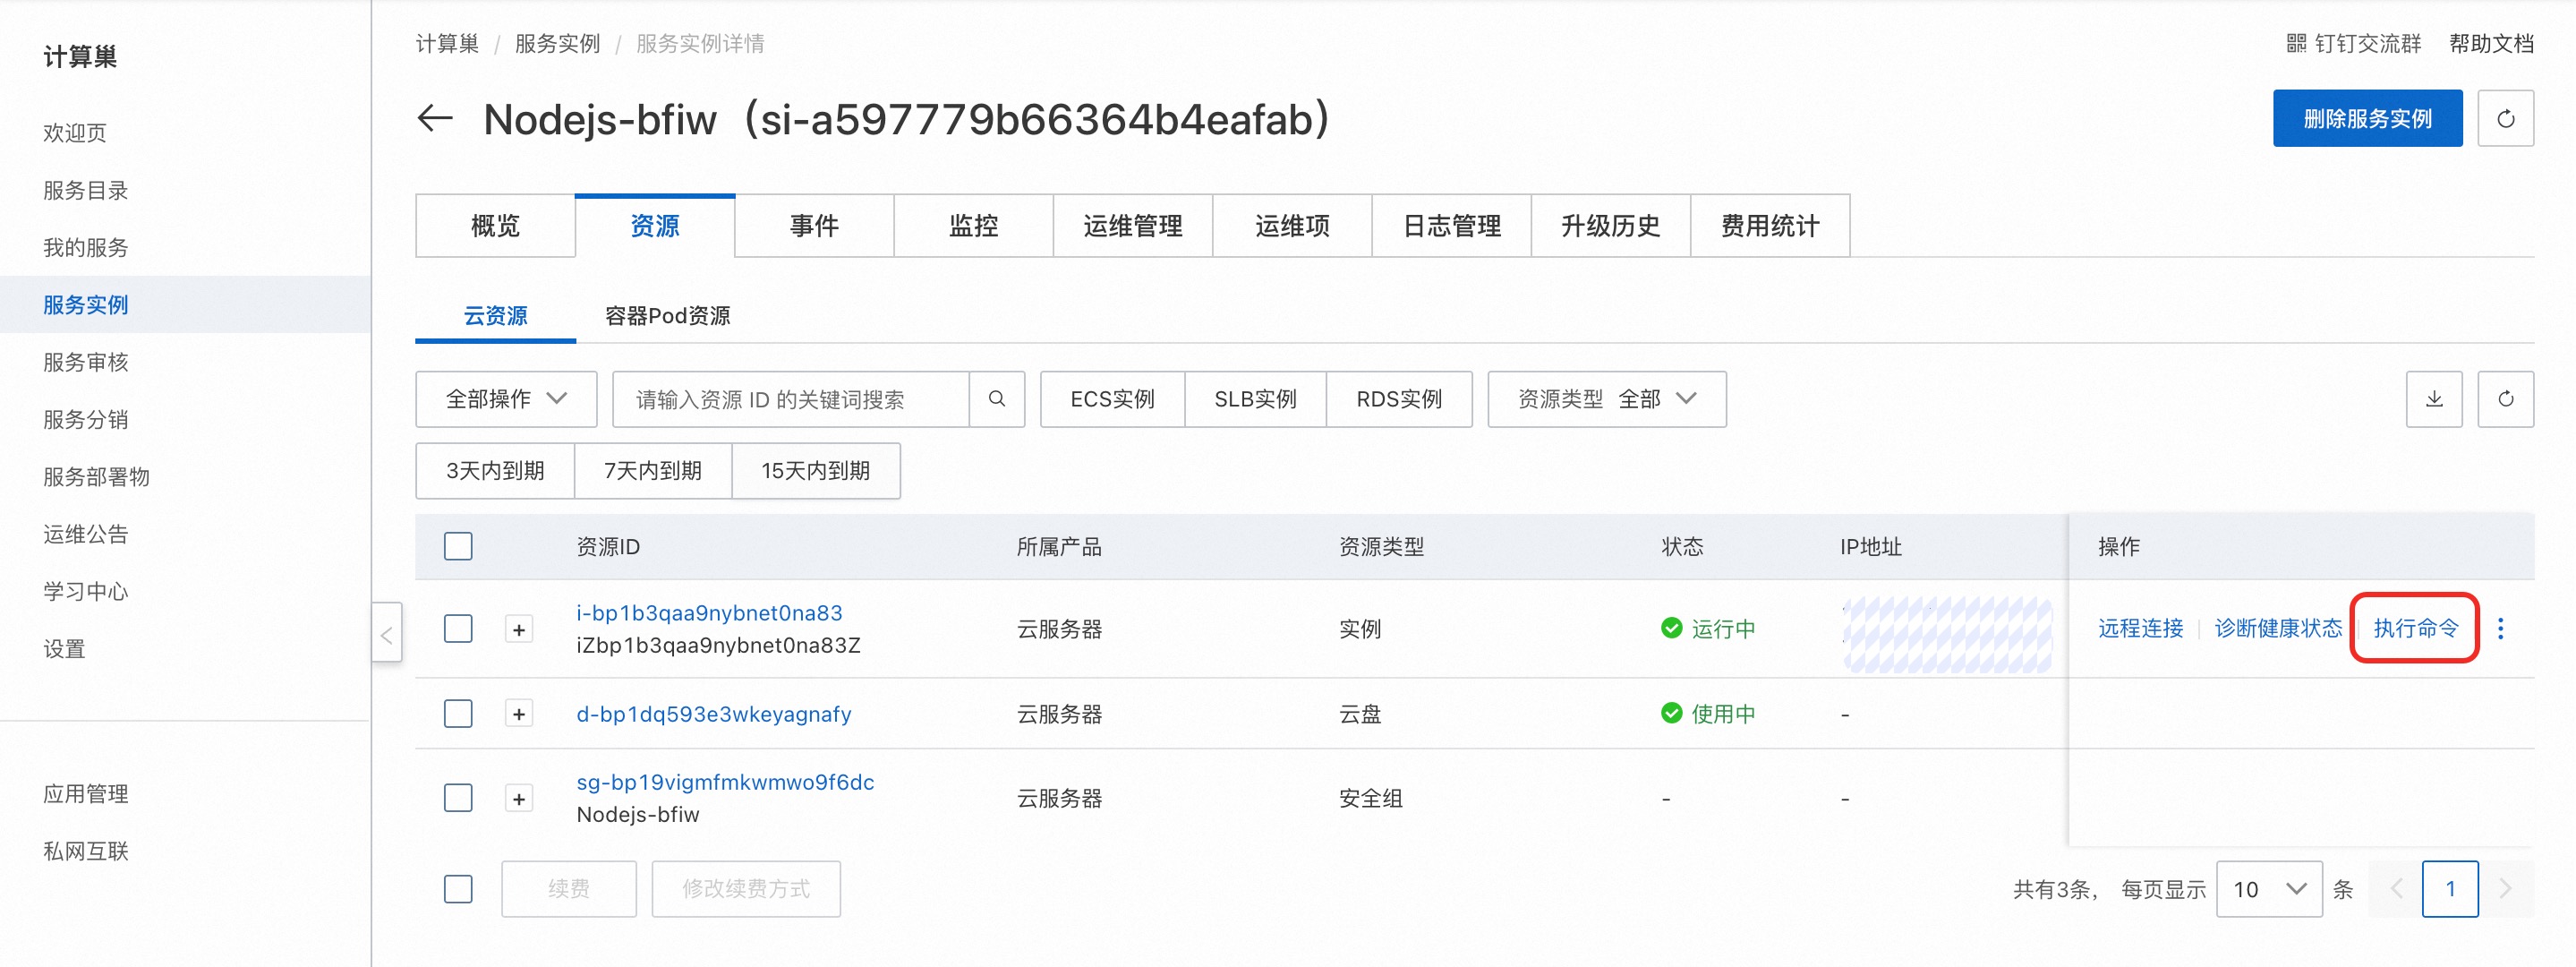 计算巢
欢迎页
服务目录
我的服务
服务实例
服务审核
服务分销
服务部署物
运维公告
学习中心
设置
应用管理
私网互联
计算巢 / 服务实例 / 服务实例详情
钉钉交流群 帮助文档
Nodejs-bfiw（si-a597779b66364b4eafab）
删除服务实例
概览 资源 事件 监控 运维管理 运维项 日志管理 升级历史 费用统计
云资源 容器Pod资源
全部操作 请输入资源 ID 的关键词搜索 ECS实例 SLB实例 RDS实例 资源类型 全部
3天内到期 7天内到期 15天内到期
资源ID 所属产品 资源类型 状态 IP地址 操作
i-bp1b3qaa9nybnet0na83
iZbp1b3qaa9nybnet0na83Z
云服务器 实例 运行中 远程连接 诊断健康状态 执行命令
d-bp1dq593e3wkeyagnafy 云服务器 云盘 使用中 -
sg-bp19vigmfmkwmwo9f6dc
Nodejs-bfiw
云服务器 安全组 - -
续费 修改续费方式 共有3条， 每页显示 10 条 1